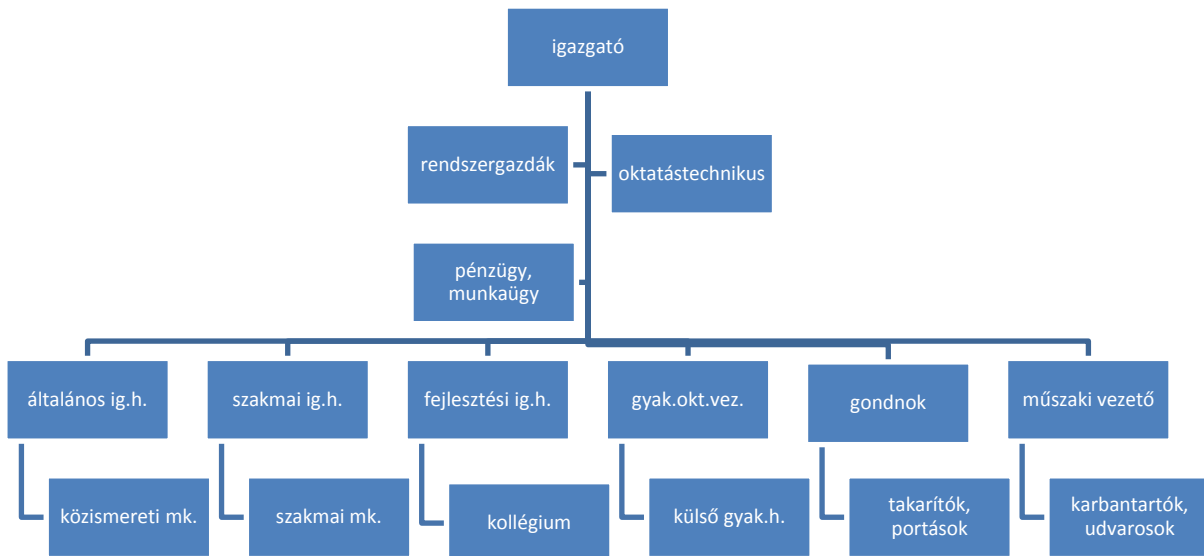 igazgató
rendszergazdák
oktatástechnikus
pénzügy,
munkaügy
általános ig.h.
szakmai ig.h.
fejlesztési ig.h.
gyak.okt.vez.
gondnok
műszaki vezető
közismereti mk.
szakmai mk.
kollégium
külső gyak.h.
takarítók,
portások
karbantartók,
udvarosok